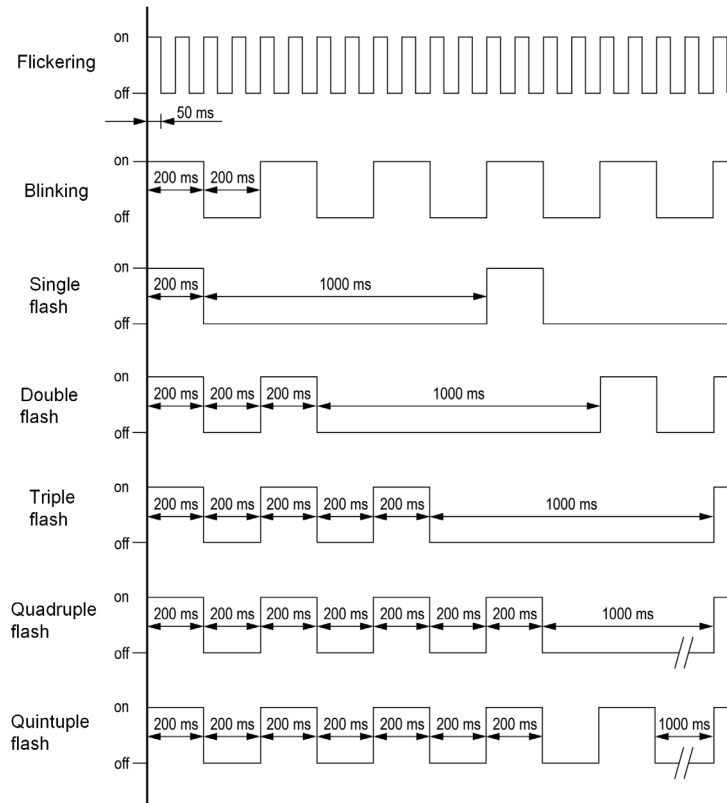 on
Flickering
off
50 ms
on
200 ms 200 ms
Blinking
off
on
Single
flash
200 ms 1000 ms
off
on
Double
flash
200 ms 200 ms 200 ms 1000 ms
off
on
Triple
flash
200 ms 200 ms 200 ms 200 ms 200 ms 1000 ms
off
on
Quadruple
flash
200 ms 200 ms 200 ms 200 ms 200 ms 200 ms 200 ms 1000 ms
off
on
Quintuple
flash
200 ms 200 ms 200 ms 200 ms 200 ms 200 ms 200 ms 1000 ms
off